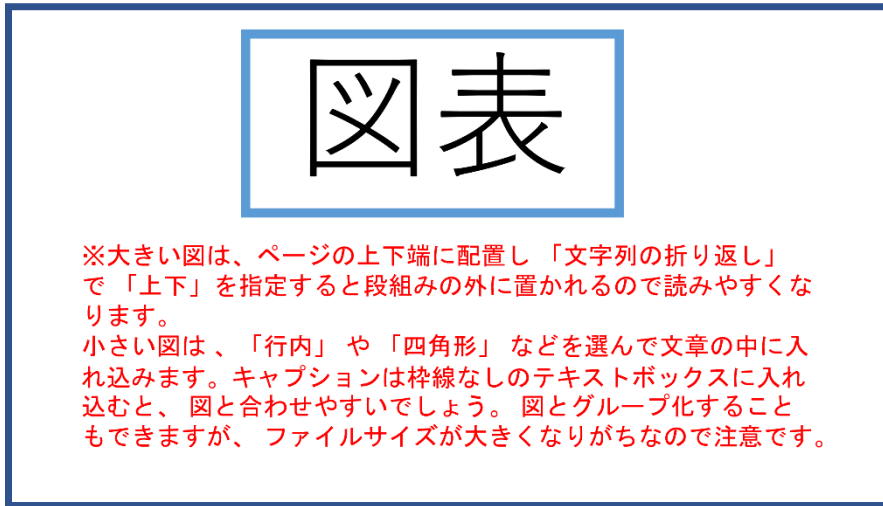 図表
※大きい図は、ページの上下端に配置し 「文字列の折り返し」
で 「上下」を指定すると段組みの外に置かれるので読みやすくな
ります。
小さい図は 、「行内」 や 「四角形」 などを選んで文章の中に入
れ込みます。キャプションは枠線なしのテキストボックスに入れ
込むと、 図と合わせやすいでしょう。 図とグループ化すること
もできますが、 ファイルサイズが大きくなりがちなので注意です。